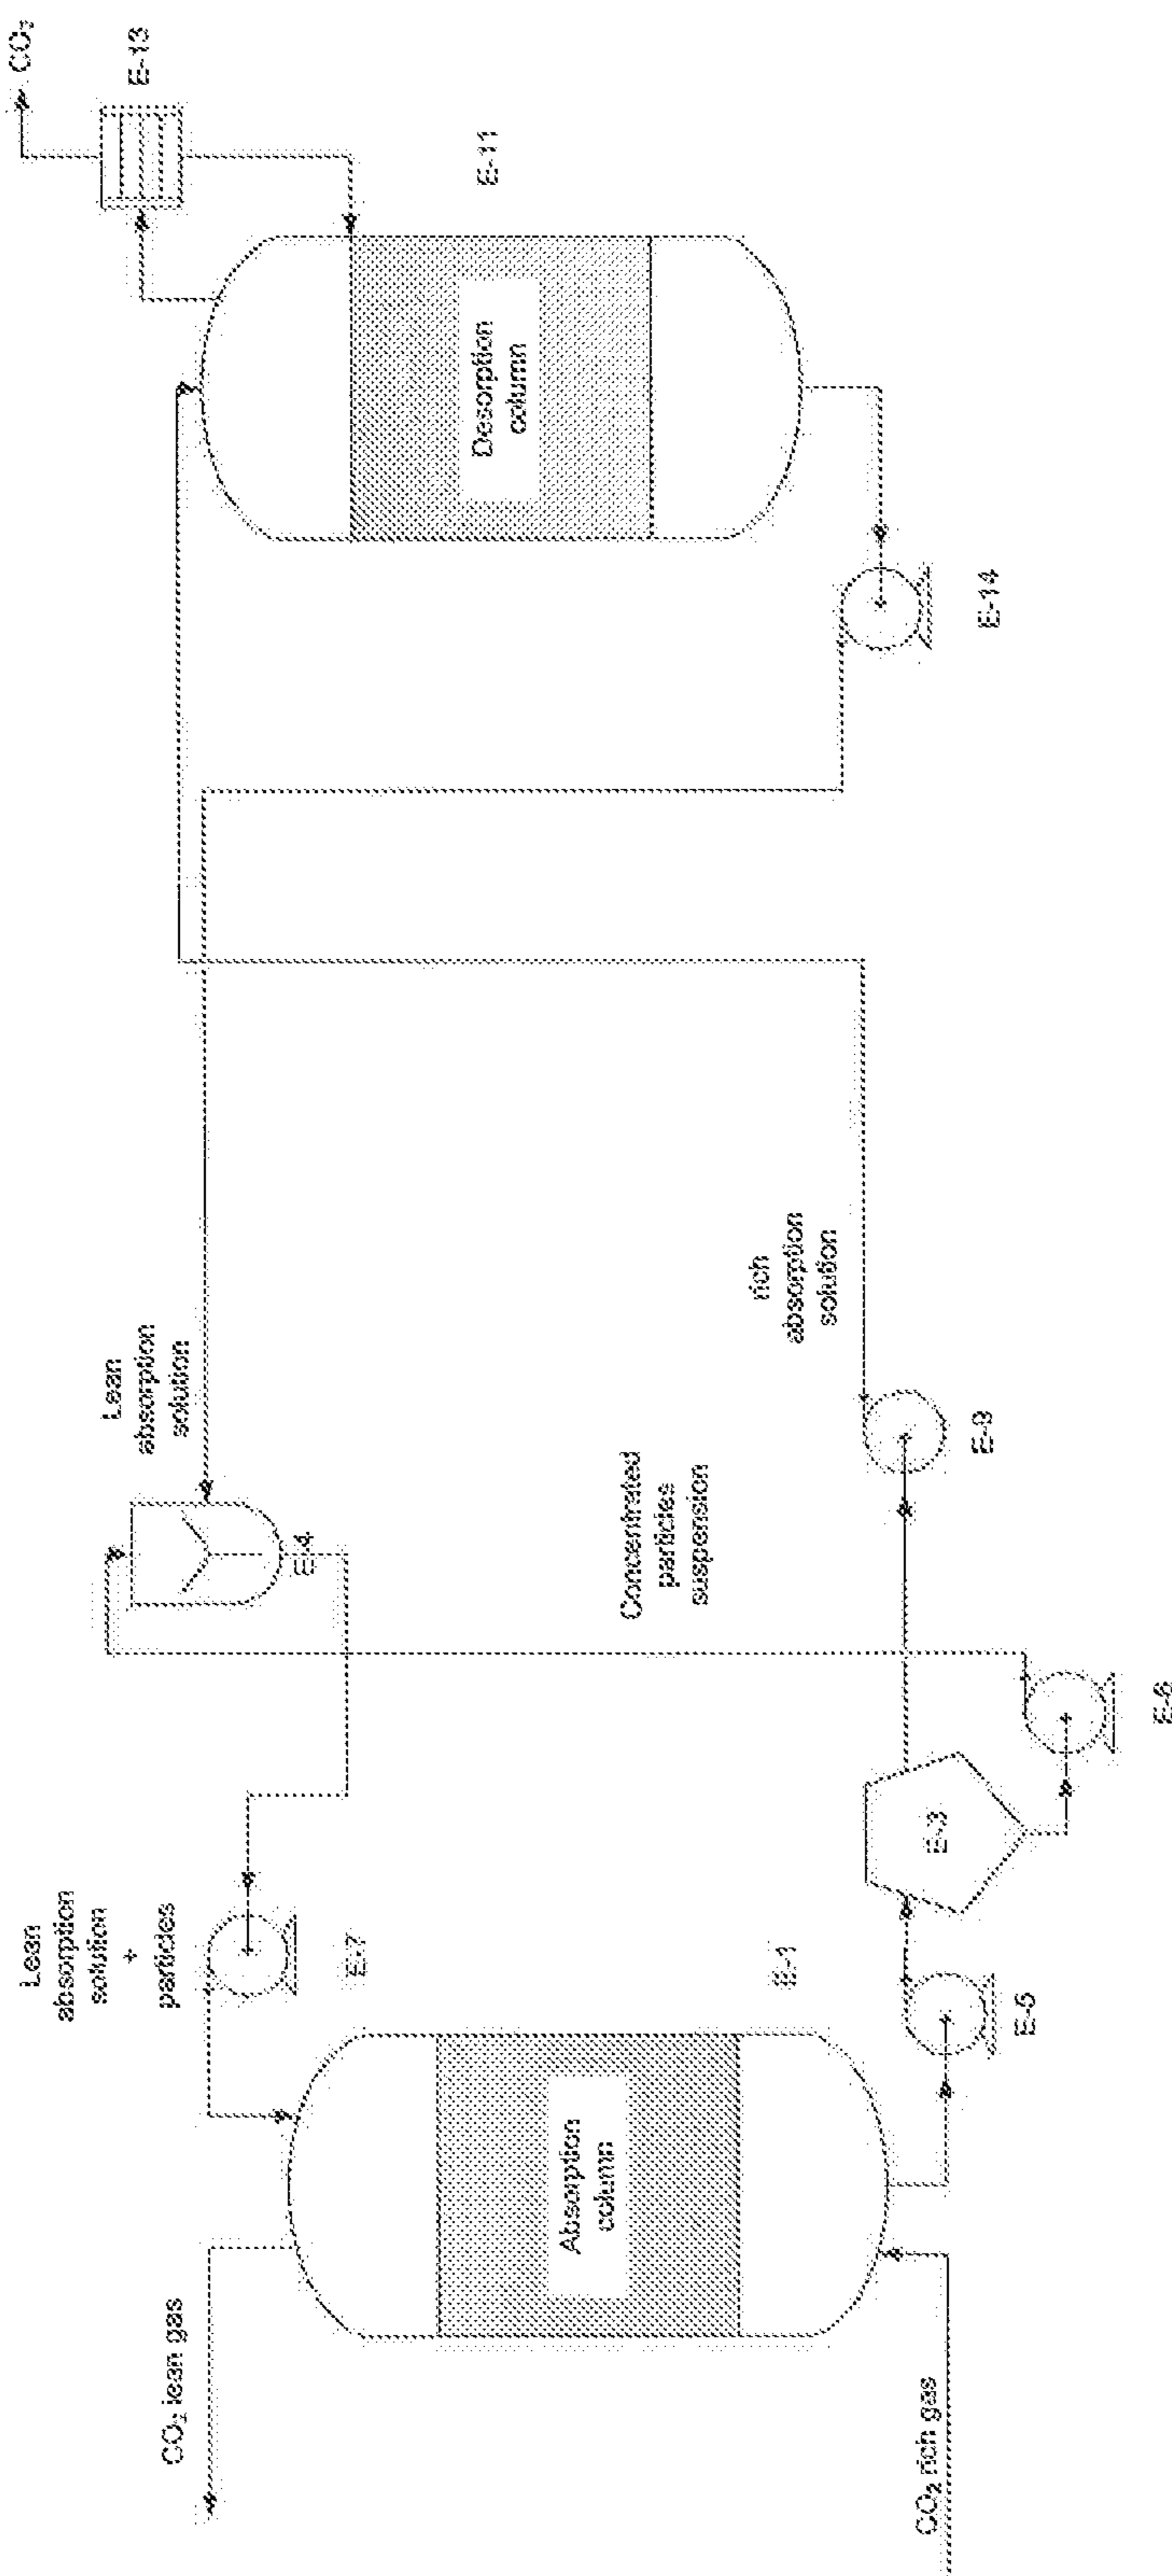 CO₂ lean gas
Lean
absorption
solution
+
particles
E-7
Absorption
column
E-1
CO₂ rich gas
E-5
E-3
E-6
Concentrated
particles
suspension
E-4
Lean
absorption
solution
rich
absorption
solution
E-9
E-14
Desorption
column
E-11
E-13
CO₂